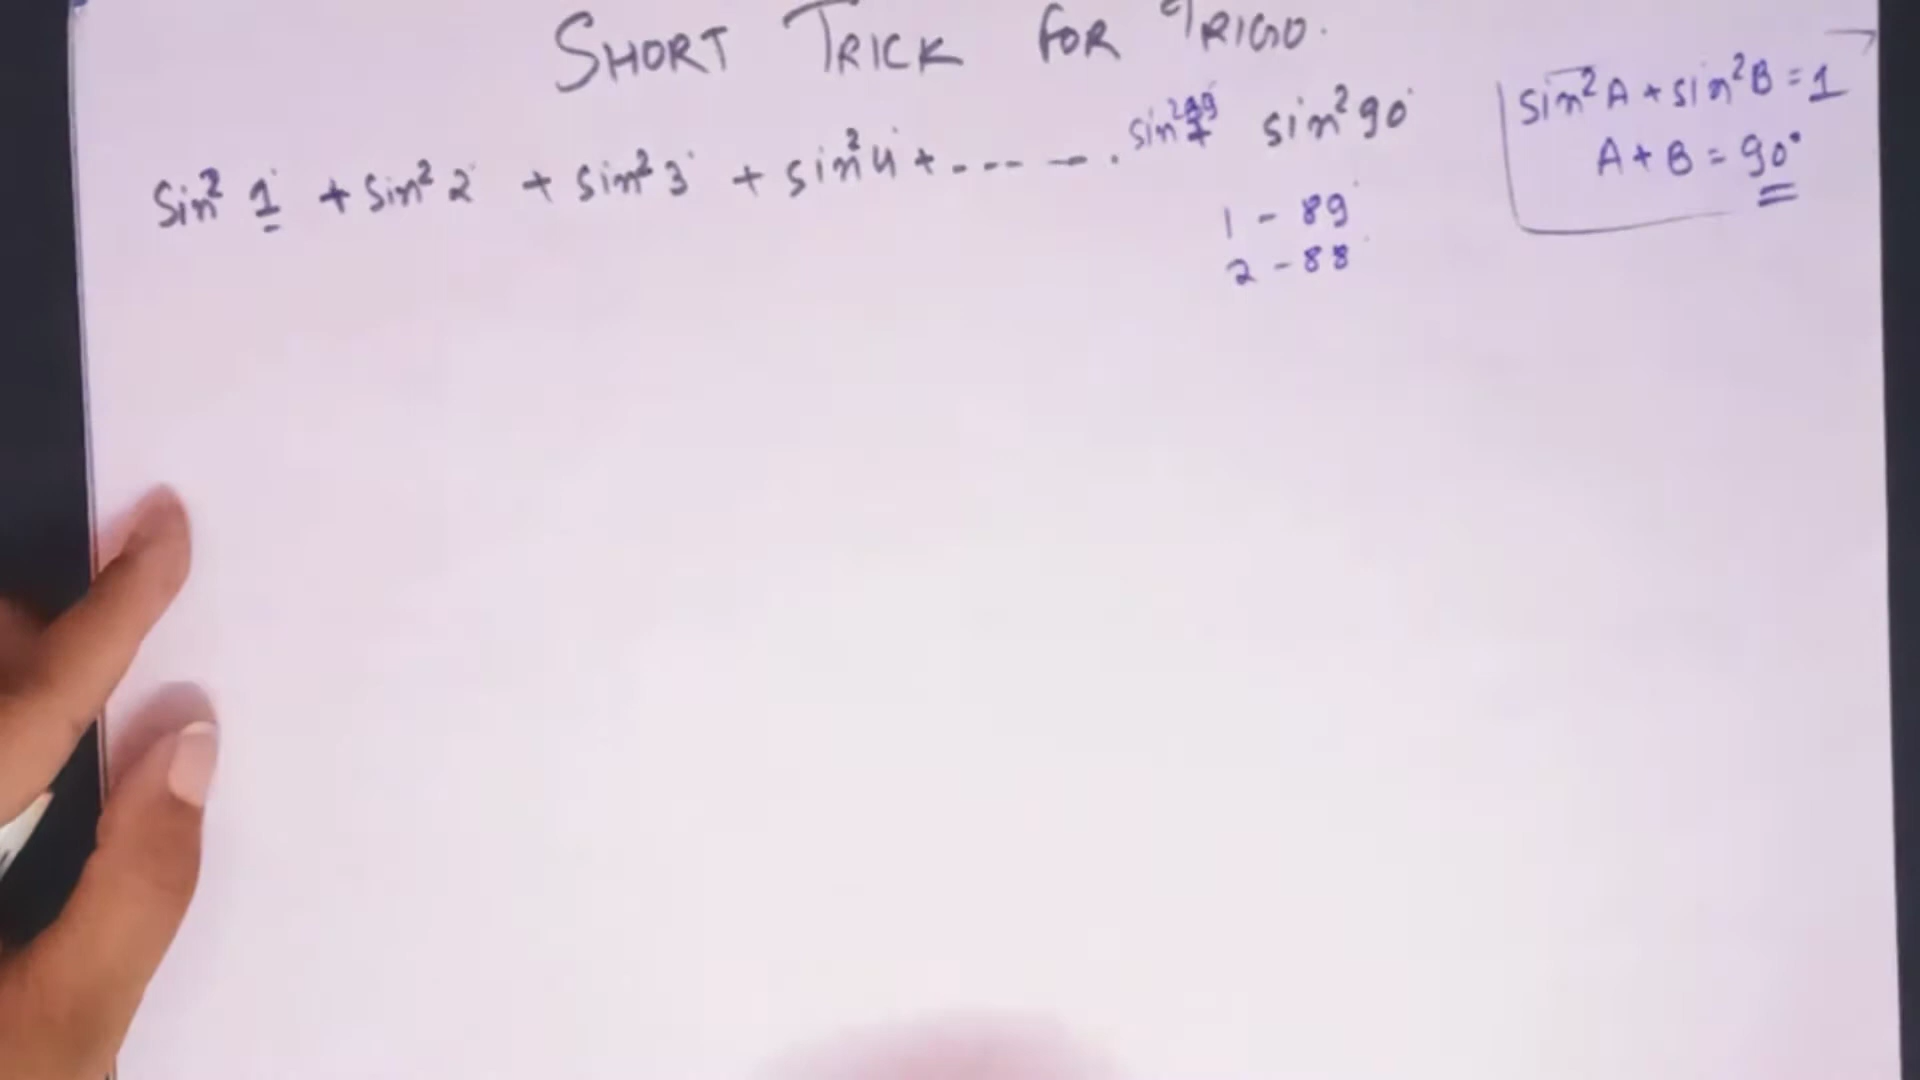 SHORT TRICK FOR TRIGO.
Sin² 1° + Sin² 2° + Sin² 3° + sin² 4° + ------. sin² 89 sin² 90°
1 - 89°
2 - 88°
Sin² A + sin² B = 1
A + B = 90°